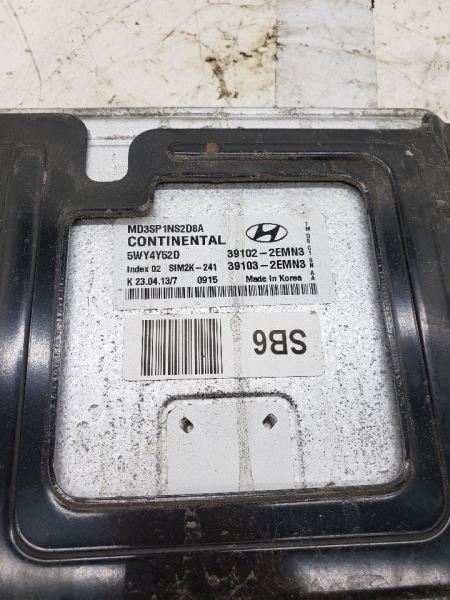 MD3SP1NS2D8A
CONTINENTAL
5WY4Y52D 39102-2EMN3
Index 02 SIM2K-241 39103-2EMN3
K 23.04.13/7 0915 Made in Korea
SB6